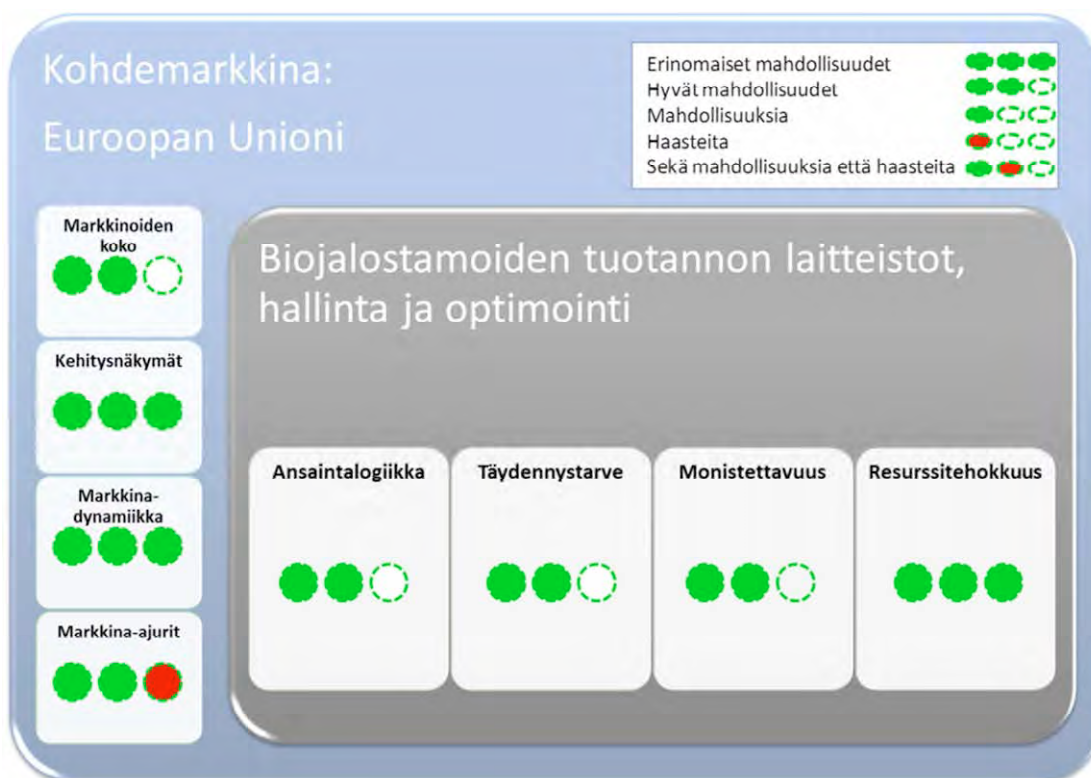 Kohdemarkkina:
Euroopan Unioni
Erinomaiset mahdollisuudet
Hyvät mahdollisuudet
Mahdollisuuksia
Haasteita
Sekä mahdollisuuksia että haasteita
Markkinoiden
koko
Kehitysnäkymät
Markkina-
dynamiikka
Markkina-ajurit
Biojalostamoiden tuotannon laitteistot,
hallinta ja optimointi
Ansaintalogiikka
Täydennystarve
Monistettavuus
Resurssitehokkuus